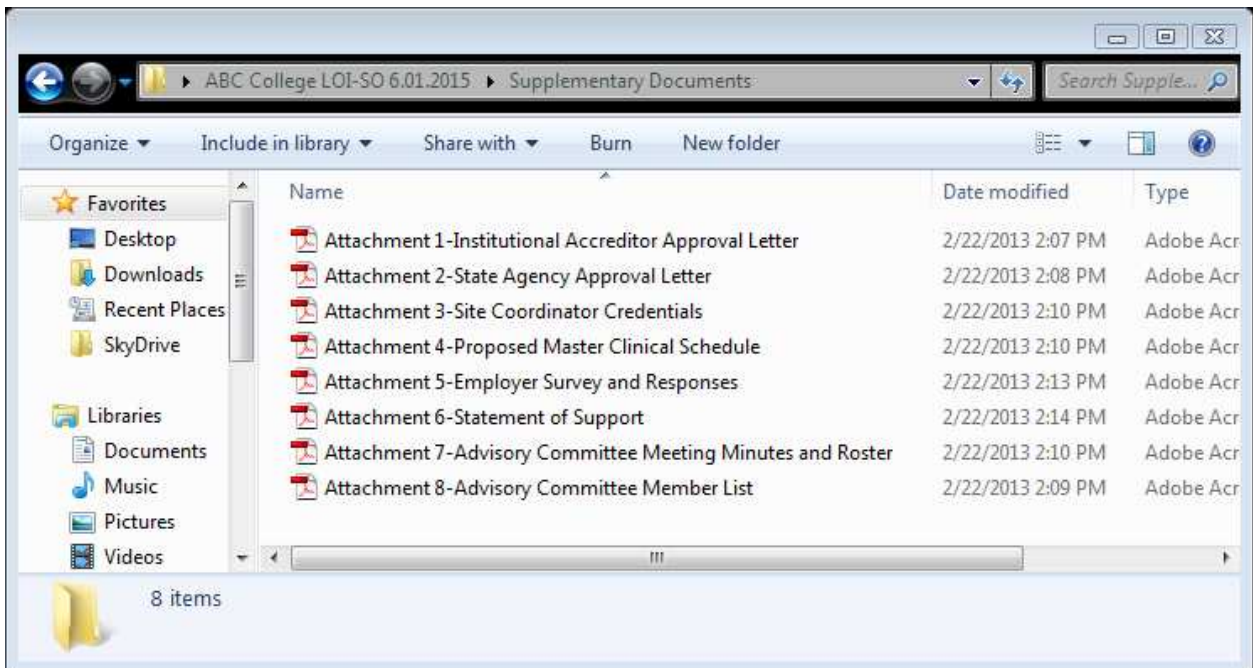 ABC College LOI-SO 6.01.2015 Supplementary Documents Search Supple...
Organize Include in library Share with Burn New folder
Favorites
Desktop
Downloads
Recent Places
SkyDrive
Libraries
Documents
Music
Pictures
Videos
Name Date modified Type
Attachment 1-Institutional Accreditor Approval Letter 2/22/2013 2:07 PM Adobe Acr
Attachment 2-State Agency Approval Letter 2/22/2013 2:08 PM Adobe Acr
Attachment 3-Site Coordinator Credentials 2/22/2013 2:10 PM Adobe Acr
Attachment 4-Proposed Master Clinical Schedule 2/22/2013 2:10 PM Adobe Acr
Attachment 5-Employer Survey and Responses 2/22/2013 2:13 PM Adobe Acr
Attachment 6-Statement of Support 2/22/2013 2:14 PM Adobe Acr
Attachment 7-Advisory Committee Meeting Minutes and Roster 2/22/2013 2:10 PM Adobe Acr
Attachment 8-Advisory Committee Member List 2/22/2013 2:09 PM Adobe Acr
8 items